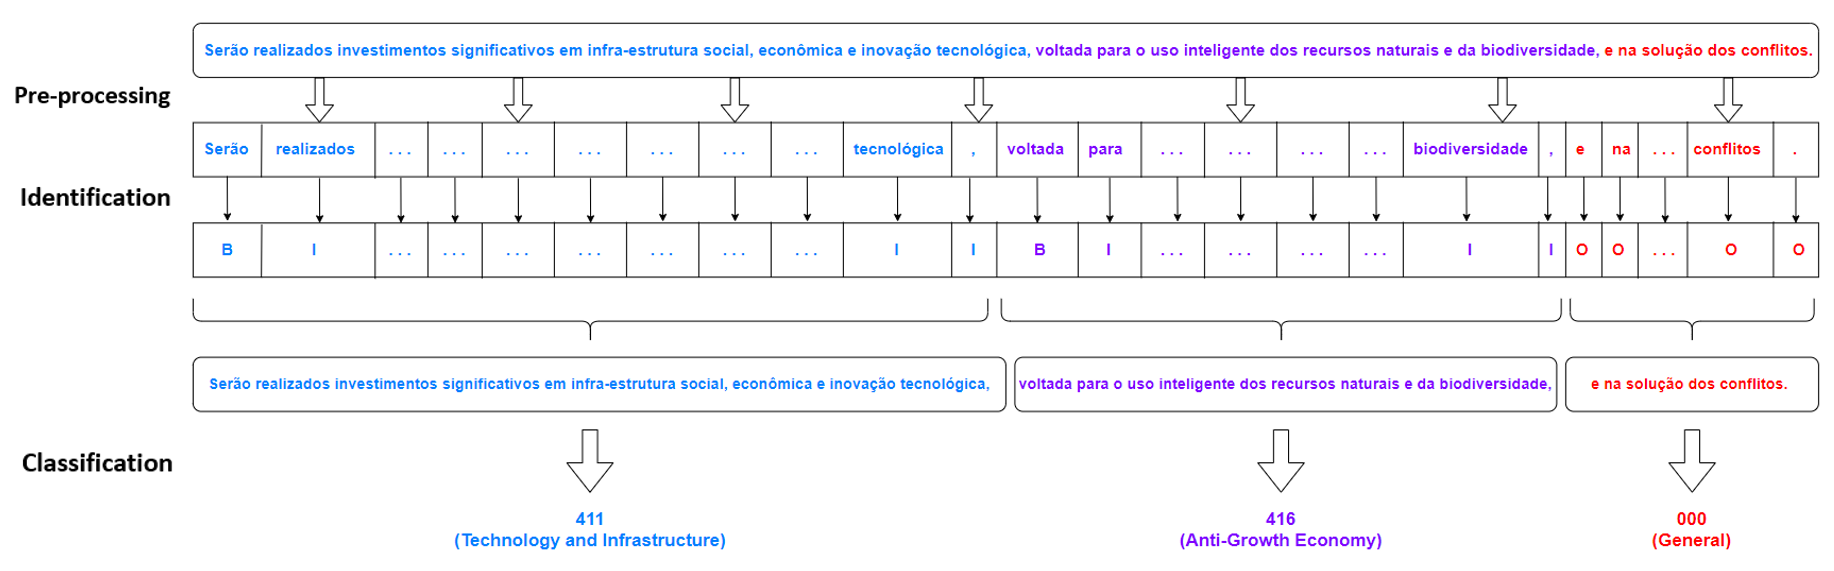 Serão realizados investimentos significativos em infra-estrutura social, econômica e inovação tecnológica, voltada para o uso inteligente dos recursos naturais e da biodiversidade, e na solução dos conflitos.
Pre-processing
Serão realizados ... ... ... ... ... ... ... tecnológica , voltada para ... ... ... ... biodiversidade , e na ... conflitos .
Identification
B I ... ... ... ... ... ... ... I I B I ... ... ... ... I I O O ... O O
Serão realizados investimentos significativos em infra-estrutura social, econômica e inovação tecnológica, voltada para o uso inteligente dos recursos naturais e da biodiversidade, e na solução dos conflitos.
Classification
411 416 000
(Technology and Infrastructure) (Anti-Growth Economy) (General)